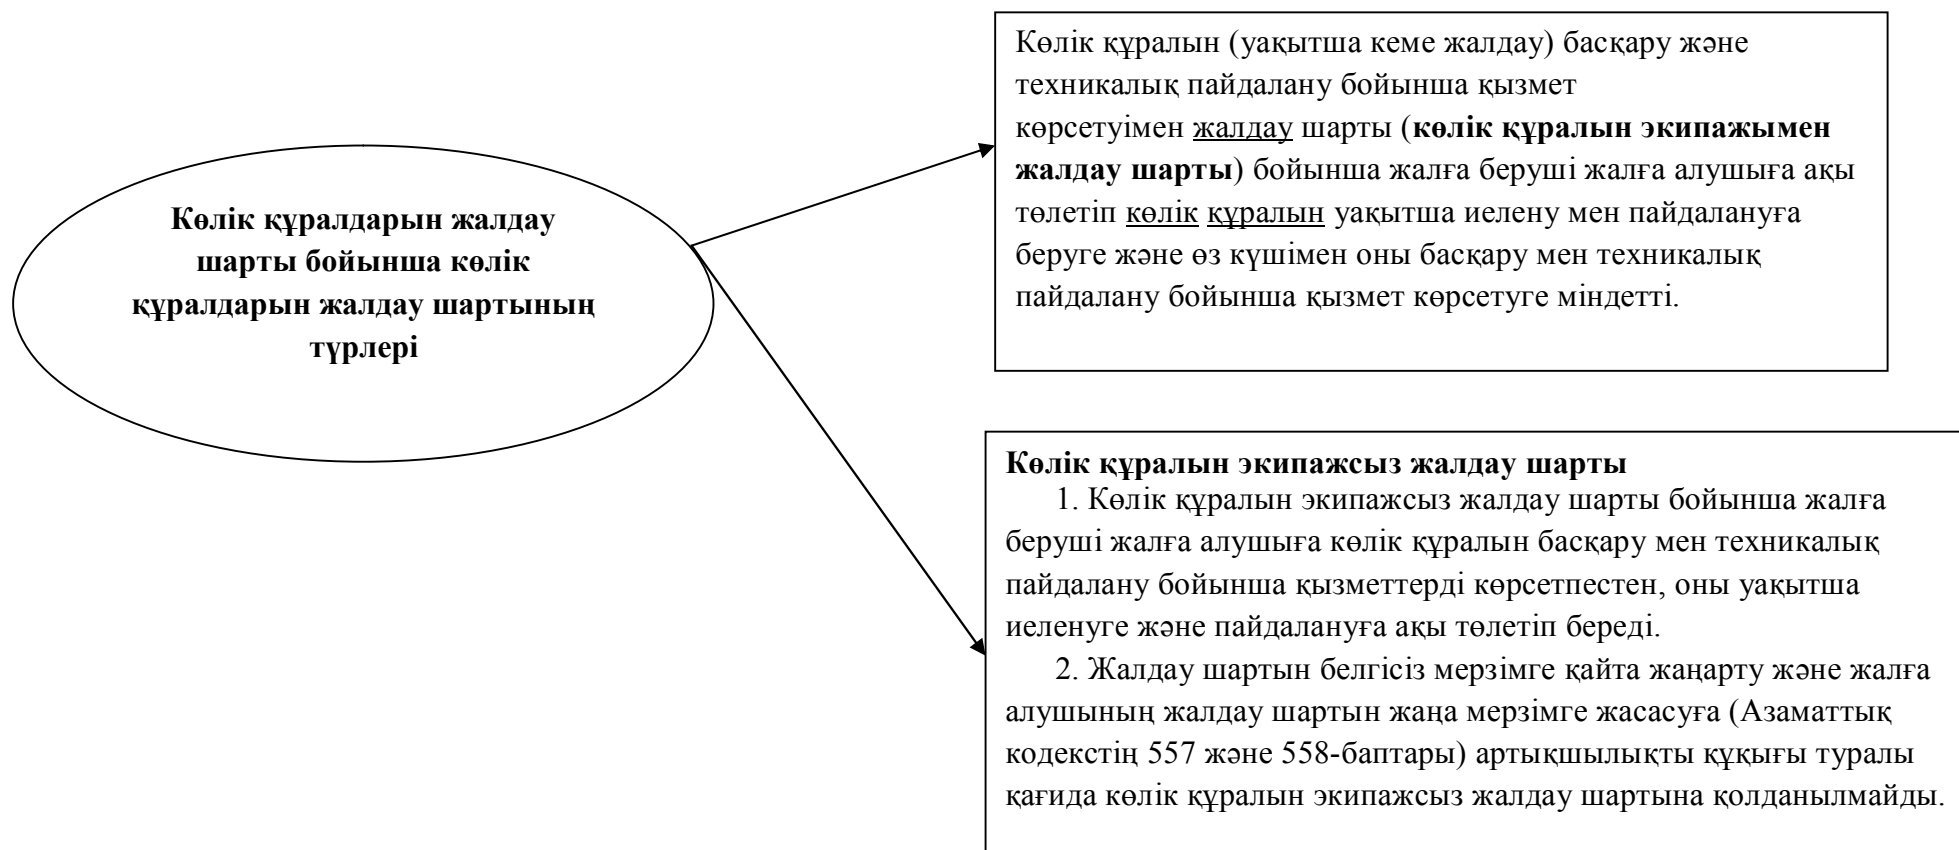 Көлік құралдарын жалдау
шарты бойынша көлік
құралдарын жалдау шартының
түрлері
Көлік құралын (уақытша кеме жалдау) басқару және
техникалық пайдалану бойынша қызмет
көрсетуімен жалдау шарты (көлік құралын экипажымен
жалдау шарты) бойынша жалға беруші жалға алушыға ақы
төлетіп көлік құралын уақытша иелену мен пайдалануға
беруге және өз күшімен оны басқару мен техникалық
пайдалану бойынша қызмет көрсетуге міндетті.
Көлік құралын экипажсыз жалдау шарты
1. Көлік құралын экипажсыз жалдау шарты бойынша жалға
беруші жалға алушыға көлік құралын басқару мен техникалық
пайдалану бойынша қызметтерді көрсетпестен, оны уақытша
иеленуге және пайдалануға ақы төлетіп береді.
2. Жалдау шартын белгісіз мерзімге қайта жаңарту және жалға
алушының жалдау шартын жаңа мерзімге жасасуға (Азаматтық
кодекстің 557 және 558-баптары) артықшылықты құқығы туралы
қағида көлік құралын экипажсыз жалдау шартына қолданылмайды.